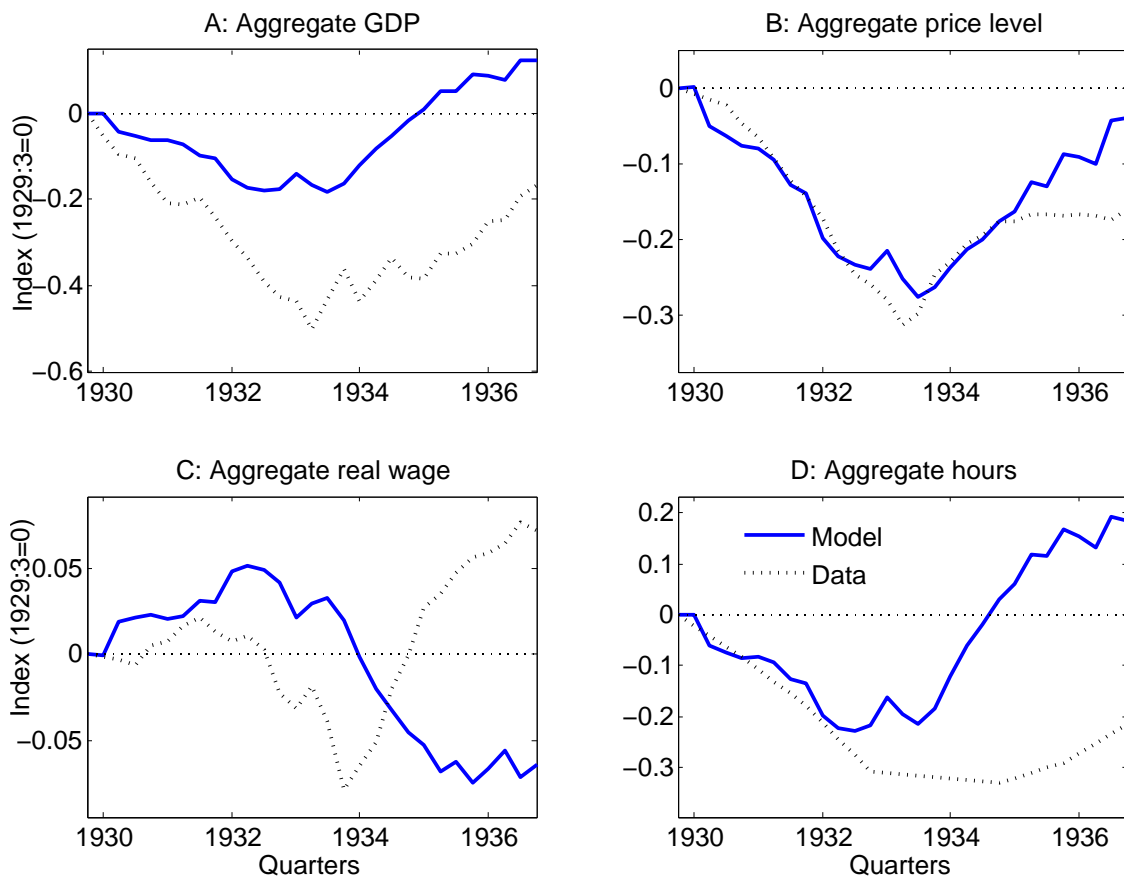 A: Aggregate GDP
0
−0.2
−0.4
−0.6
1930 1932 1934 1936
Index (1929:3=0)
B: Aggregate price level
0
−0.1
−0.2
−0.3
1930 1932 1934 1936
C: Aggregate real wage
0.05
0
−0.05
1930 1932 1934 1936
Index (1929:3=0)
Quarters
D: Aggregate hours
0.2
0.1
0
−0.1
−0.2
−0.3
Model
Data
1930 1932 1934 1936
Quarters